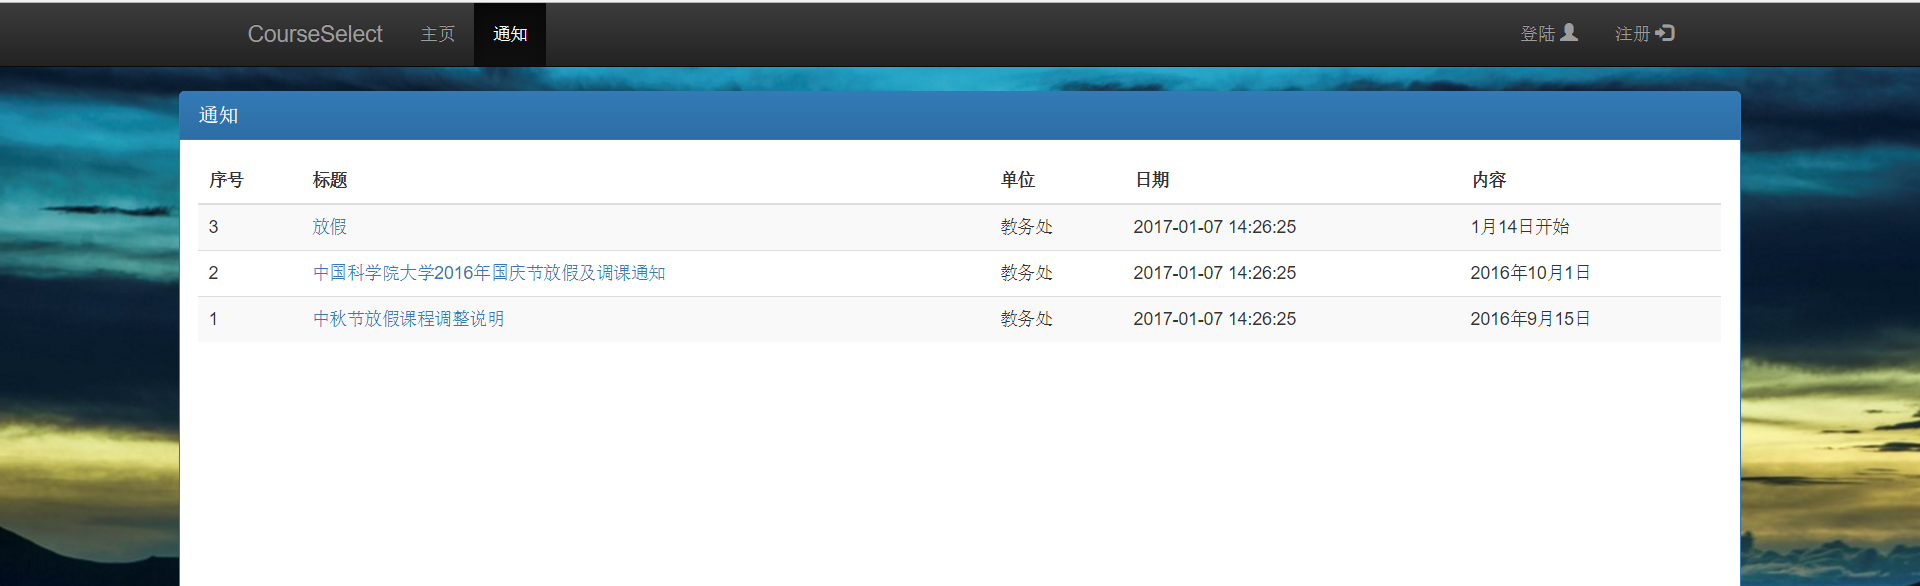 CourseSelect 主页 通知 登陆 注册
通知
序号 标题 单位 日期 内容
3 放假 教务处 2017-01-07 14:26:25 1月14日开始
2 中国科学院大学2016年国庆节放假及调课通知 教务处 2017-01-07 14:26:25 2016年10月1日
1 中秋节放假课程调整说明 教务处 2017-01-07 14:26:25 2016年9月15日